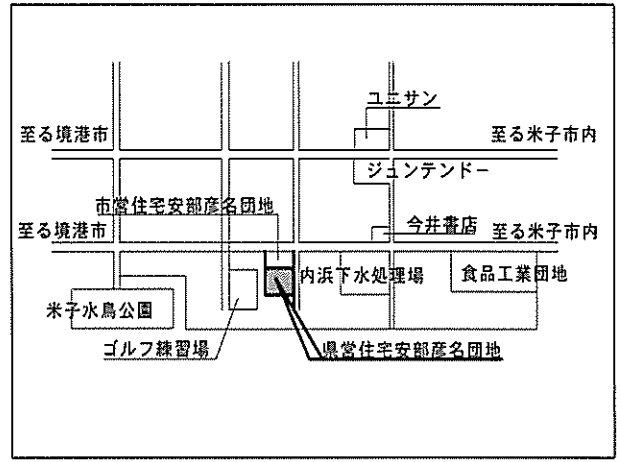 ユニサン
至る境港市
至る米子市内
ジュンテンドー
市営住宅安部彦名団地
今井書店
至る境港市
至る米子市内
内浜下水処理場
食品工業団地
米子水鳥公園
ゴルフ練習場
県営住宅安部彦名団地